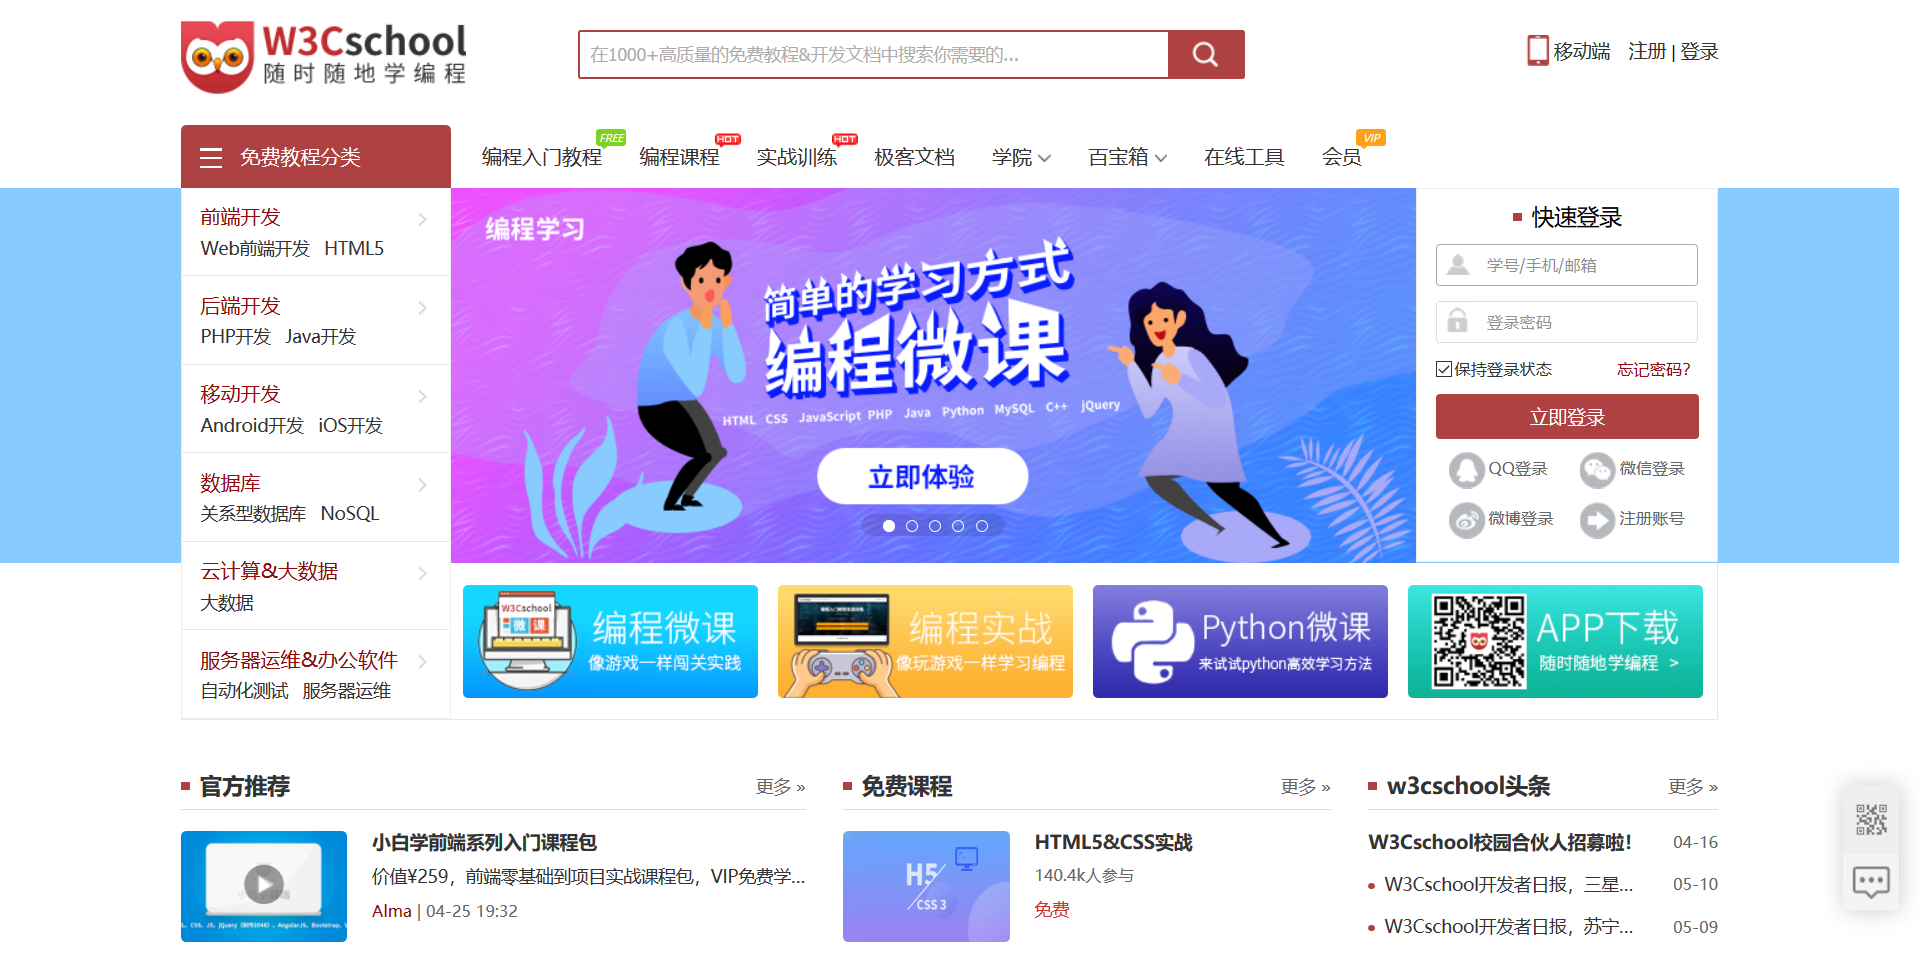 W3Cschool
随时随地学编程
在1000+高质量的免费教程&开发文档中搜索你需要的...
移动端 注册 | 登录
免费教程分类
编程入门教程 FREE 编程课程 HOT 实战训练 HOT 极客文档 学院 百宝箱 在线工具 会员 VIP
前端开发
Web前端开发 HTML5
后端开发
PHP开发 Java开发
移动开发
Android开发 iOS开发
数据库
关系型数据库 NoSQL
云计算&大数据
大数据
服务器运维&办公软件
自动化测试 服务器运维
编程学习
简单的学习方式
编程微课
HTML CSS JavaScript PHP Java Python MySQL C++ jQuery
立即体验
快速登录
学号/手机/邮箱
登录密码
保持登录状态 忘记密码?
立即登录
QQ登录 微信登录
微博登录 注册账号
W3Cschool
微课
编程微课
像游戏一样闯关实践
编程实战
像玩游戏一样学习编程
Python微课
来试试python高效学习方法
APP下载
随时随地学编程 >
官方推荐 更多 »
小白学前端系列入门课程包
价值¥259，前端零基础到项目实战课程包，VIP免费学...
Alma | 04-25 19:32
免费课程 更多 »
H5
CSS 3
HTML5&CSS实战
140.4k人参与
免费
w3cschool头条 更多 »
W3Cschool校园合伙人招募啦！ 04-16
W3Cschool开发者日报，三星... 05-10
W3Cschool开发者日报，苏宁... 05-09